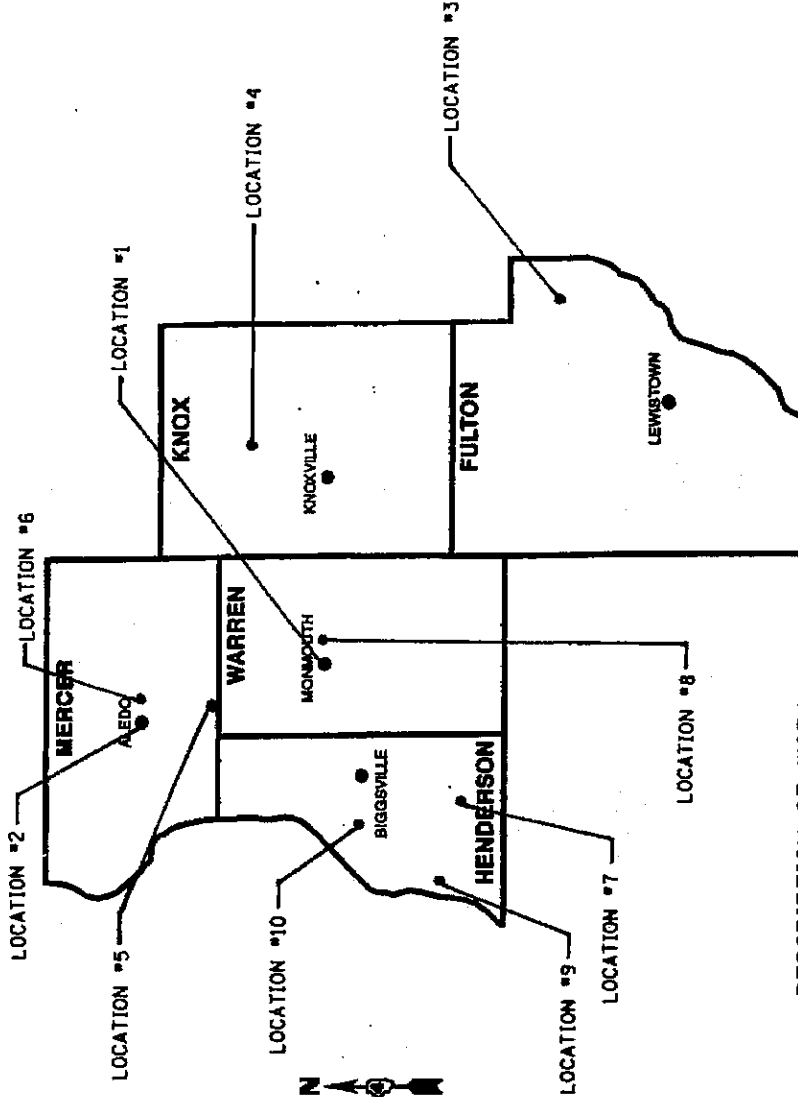 LOCATION #3
LOCATION #4
LOCATION #1
LOCATION #6
LOCATION #2
LOCATION #5
LOCATION #10
LOCATION #9
LOCATION #7
LOCATION #8
MERCER
ALEDO
KNOX
KNOXVILLE
WARREN
MONMOUTH
BIGGSVILLE
HENDERSON
FULTON
LEWISTOWN
N